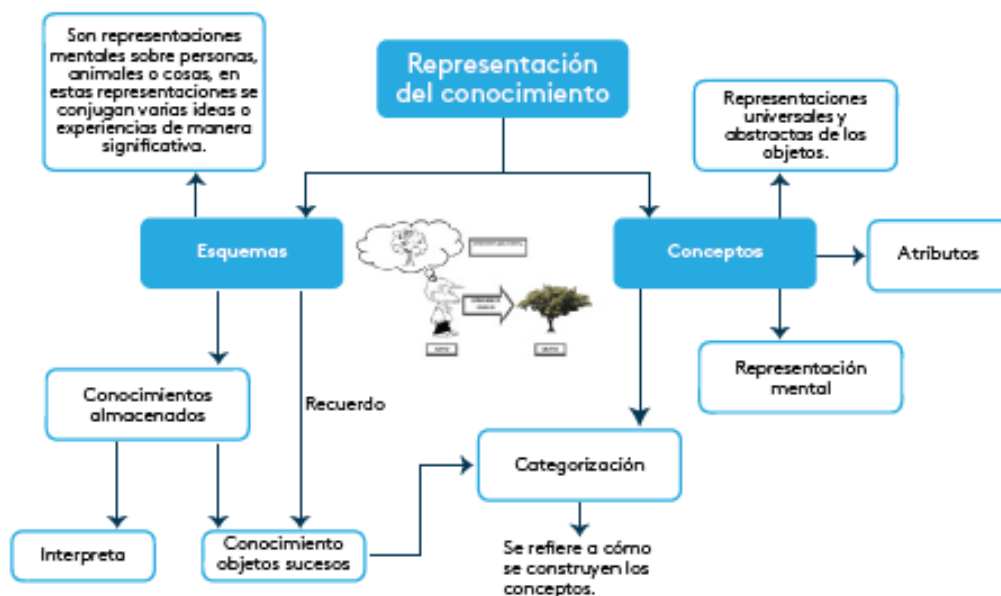 Son representaciones
mentales sobre personas,
animales o cosas, en
estas representaciones se
conjugan varias ideas o
experiencias de manera
significativa.
Representación
del conocimiento
Representaciones
universales y
abstractas de los
objetos.
Esquemas
Conceptos
Atributos
Conocimientos
almacenados
Recuerdo
Representación
mental
Categorización
Interpreta
Conocimiento
objetos sucesos
Se refiere a cómo
se construyen los
conceptos.